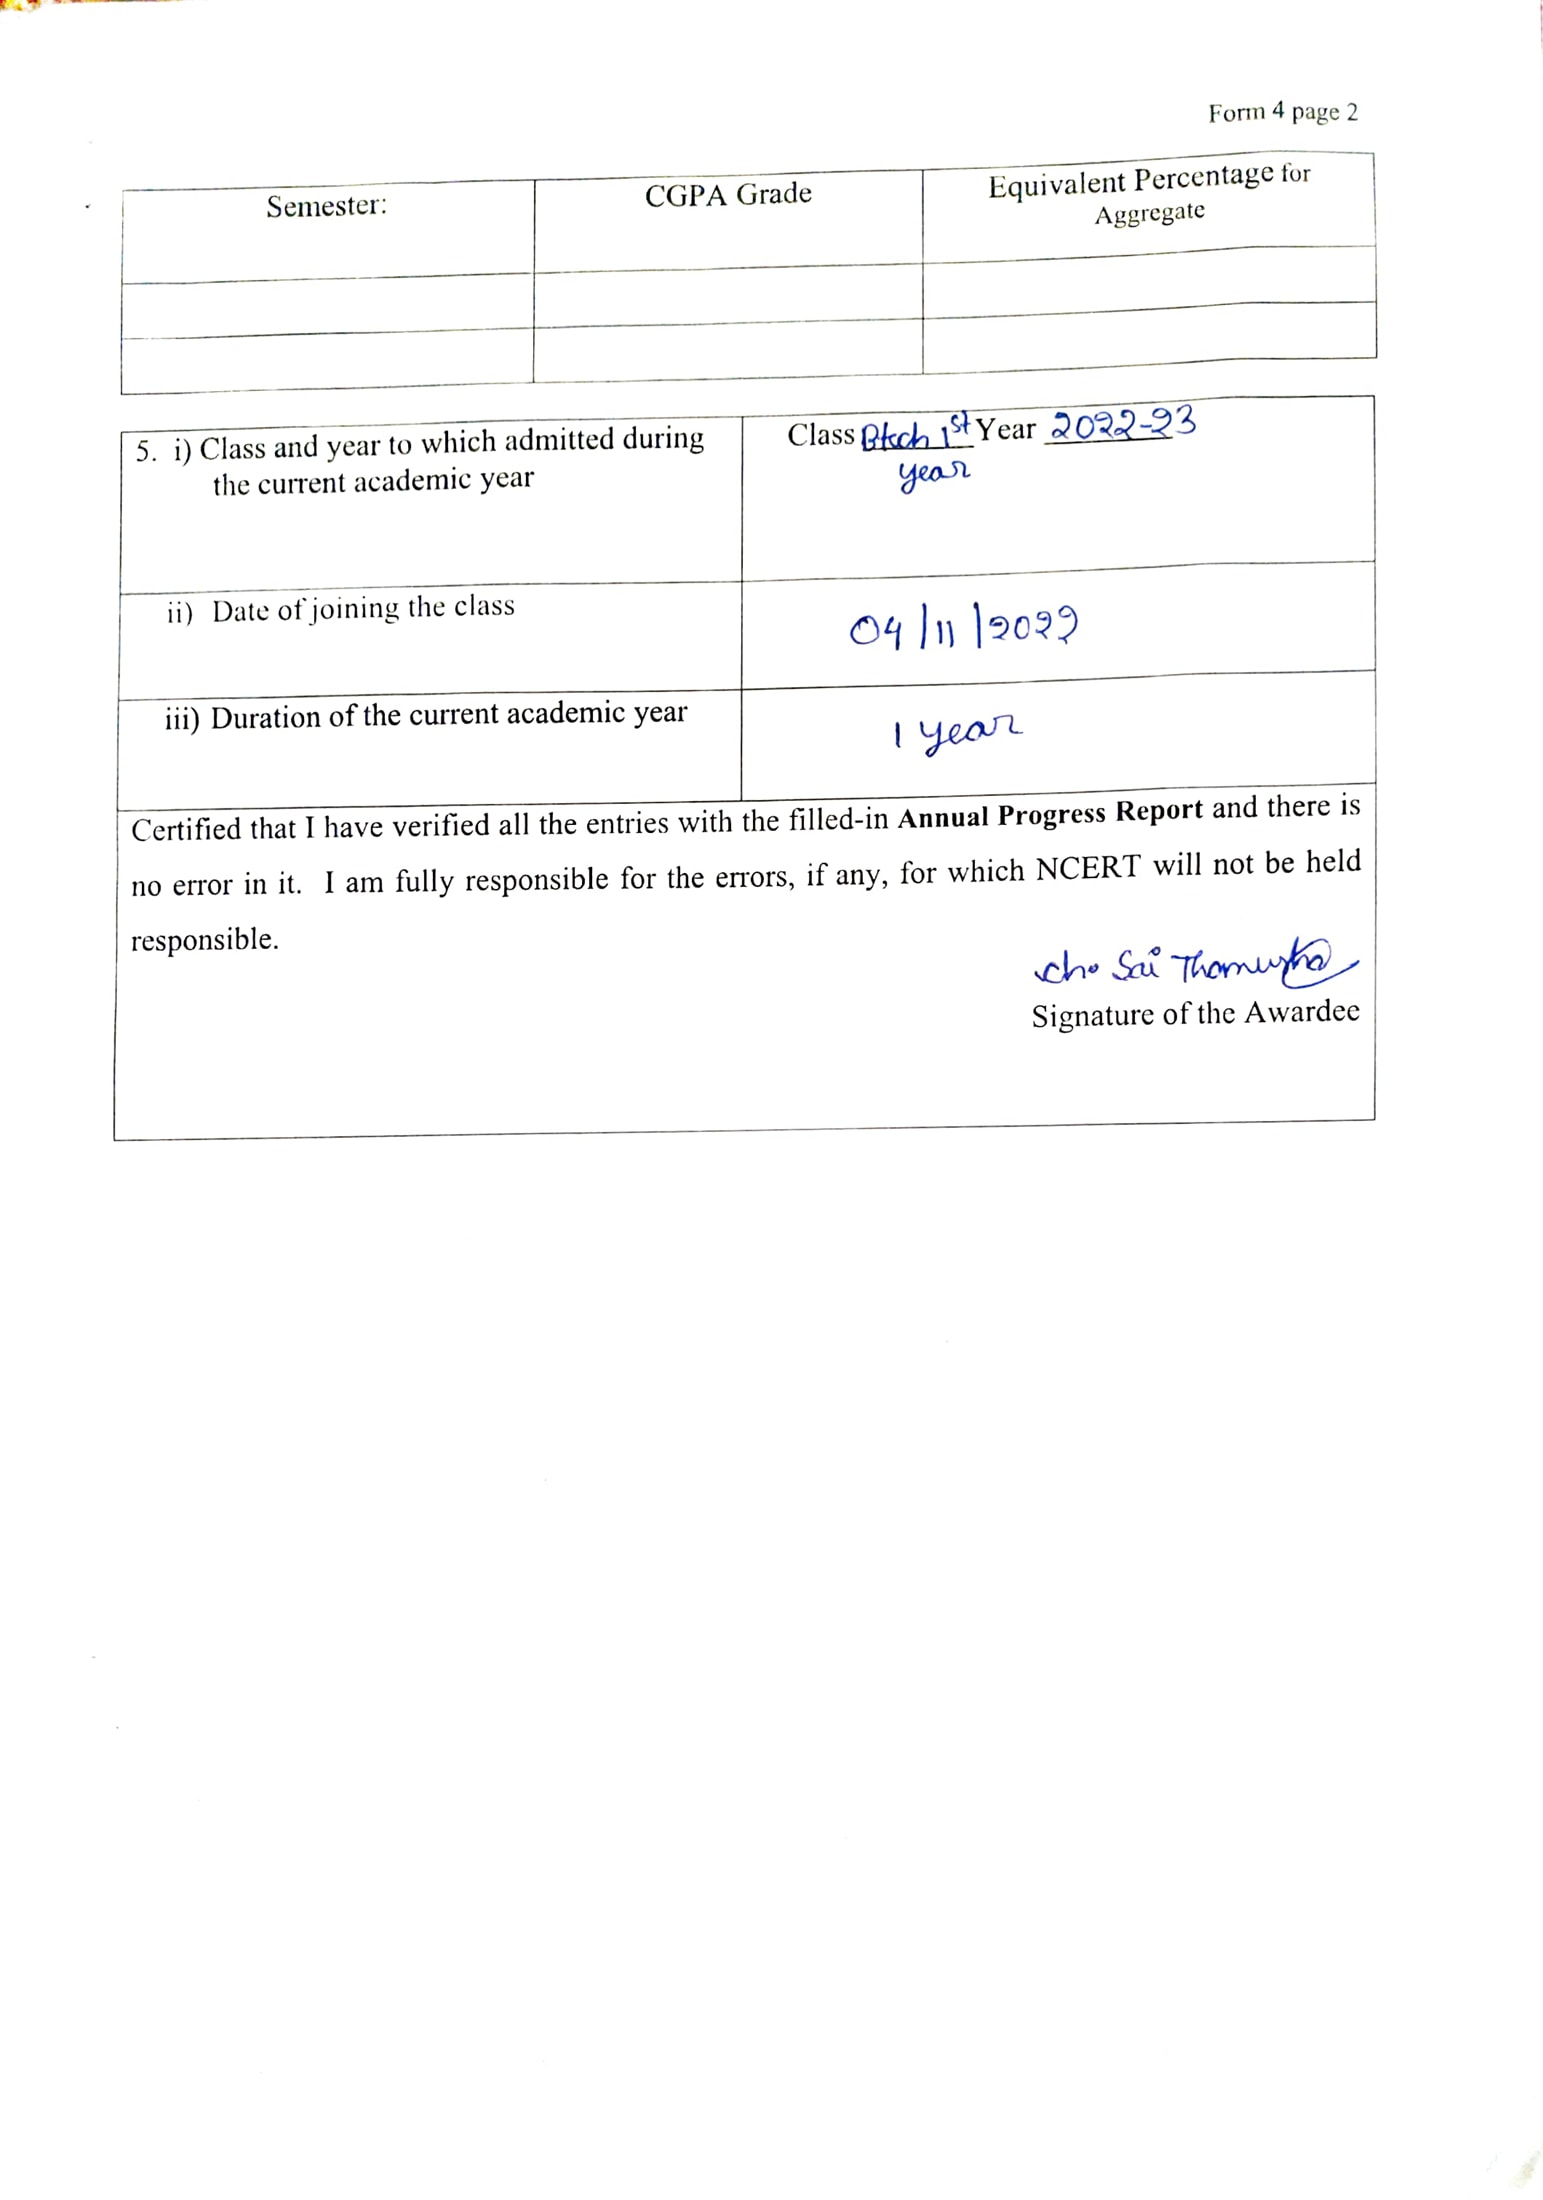 Form 4 page 2
Semester:
CGPA Grade
Equivalent Percentage for
Aggregate
5. i) Class and year to which admitted during
the current academic year
Class Btech 1st Year 2022-23
year
ii) Date of joining the class
04/11/2022
iii) Duration of the current academic year
1 year
Certified that I have verified all the entries with the filled-in Annual Progress Report and there is
no error in it. I am fully responsible for the errors, if any, for which NCERT will not be held
responsible.
Sai
Signature of the Awardee